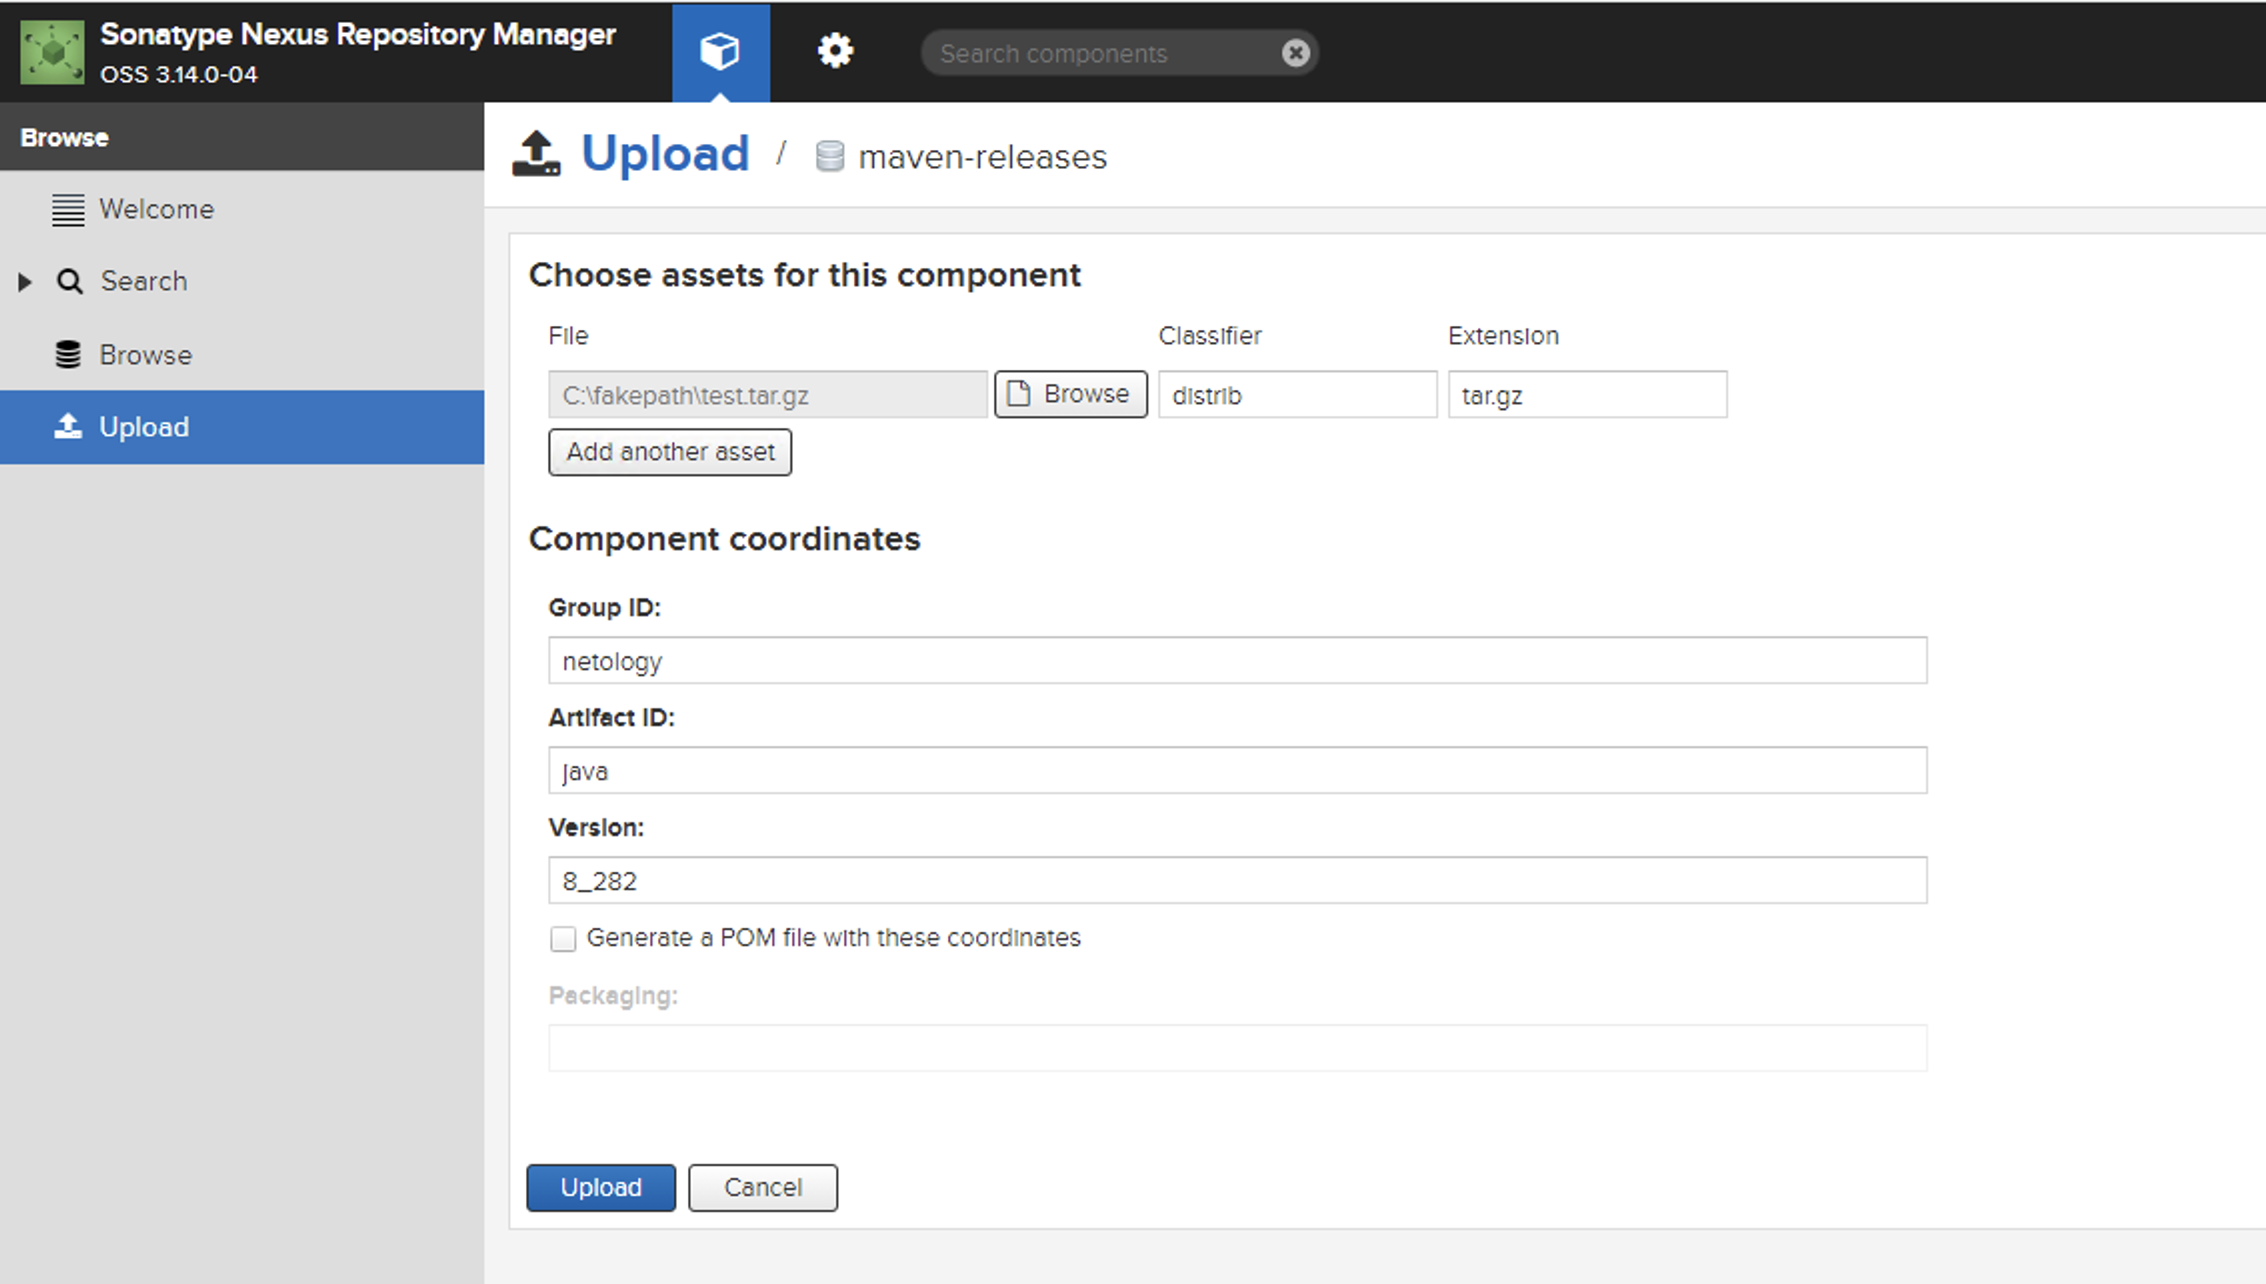 Sonatype Nexus Repository Manager
OSS 3.14.0-04
Search components
Browse
Welcome
Search
Browse
Upload
Upload / maven-releases
Choose assets for this component
File Classifier Extension
C:\fakepath\test.tar.gz Browse distrib tar.gz
Add another asset
Component coordinates
Group ID:
netology
Artifact ID:
java
Version:
8_282
Generate a POM file with these coordinates
Packaging:
Upload Cancel